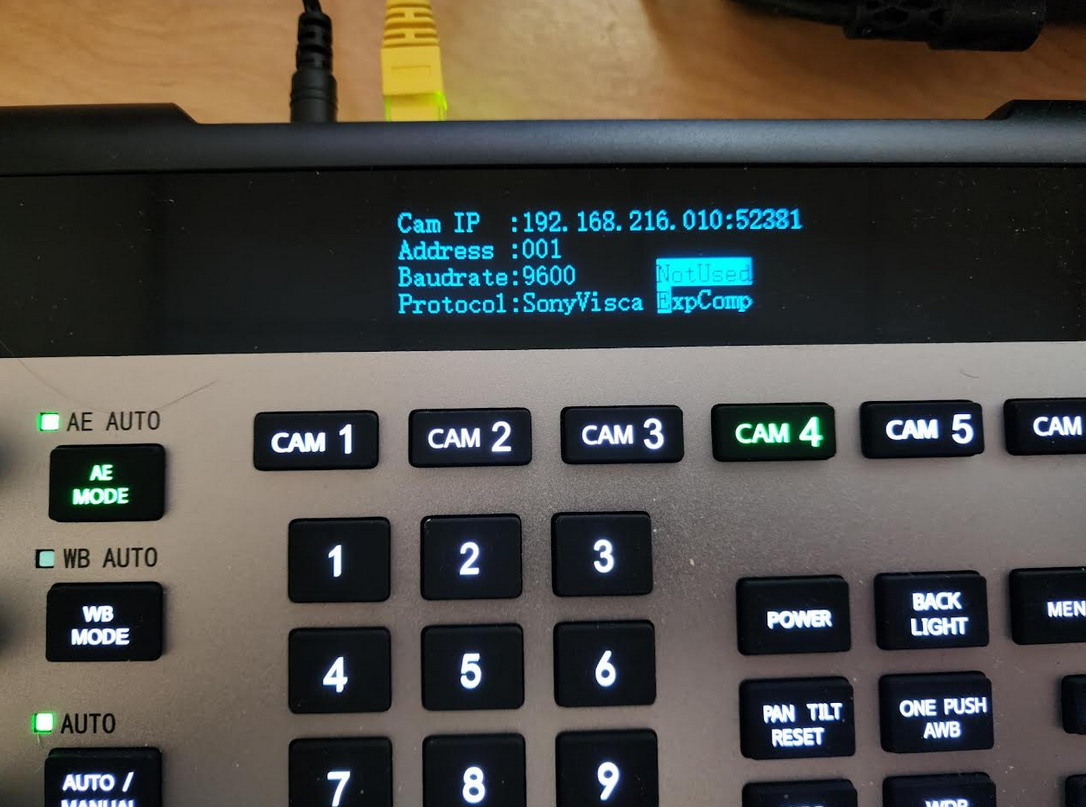 Cam IP :192.168.216.010:52381
Address :001
Baudrate:9600 NotUsed
Protocol:SonyVisca ExpComp
AE AUTO
AE
MODE
CAM 1
CAM 2
CAM 3
CAM 4
CAM 5
CAM
WB AUTO
WB
MODE
1
2
3
POWER
BACK
LIGHT
MEN
4
5
6
PAN TILT
RESET
ONE PUSH
AWB
AUTO
AUTO /
MANUAL
7
8
9